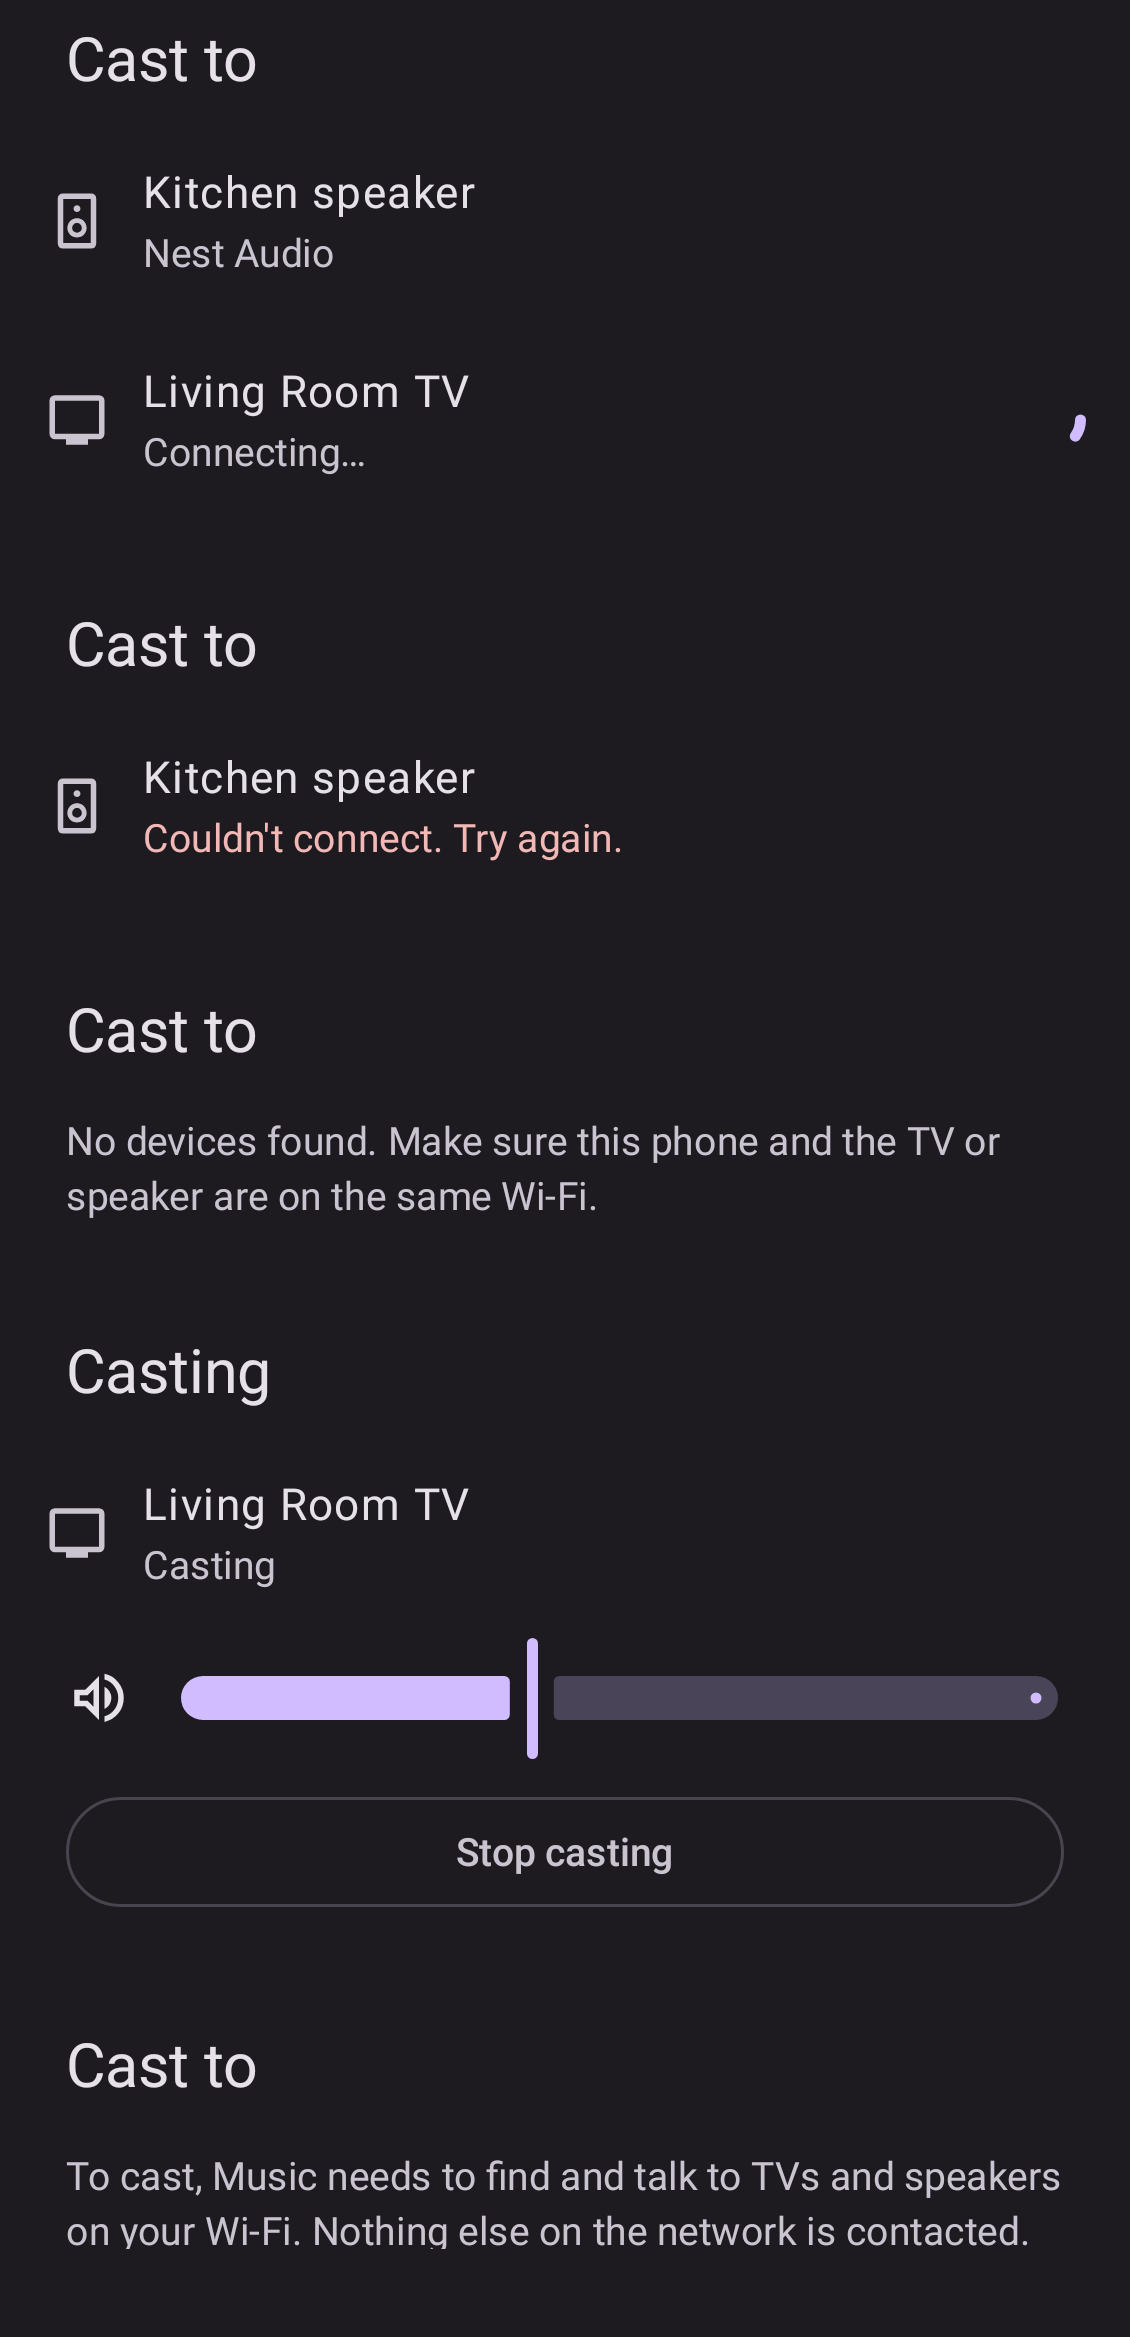 Cast to
Kitchen speaker
Nest Audio
Living Room TV
Connecting…
Cast to
Kitchen speaker
Couldn't connect. Try again.
Cast to
No devices found. Make sure this phone and the TV or
speaker are on the same Wi-Fi.
Casting
Living Room TV
Casting
Stop casting
Cast to
To cast, Music needs to find and talk to TVs and speakers
on your Wi-Fi. Nothing else on the network is contacted.